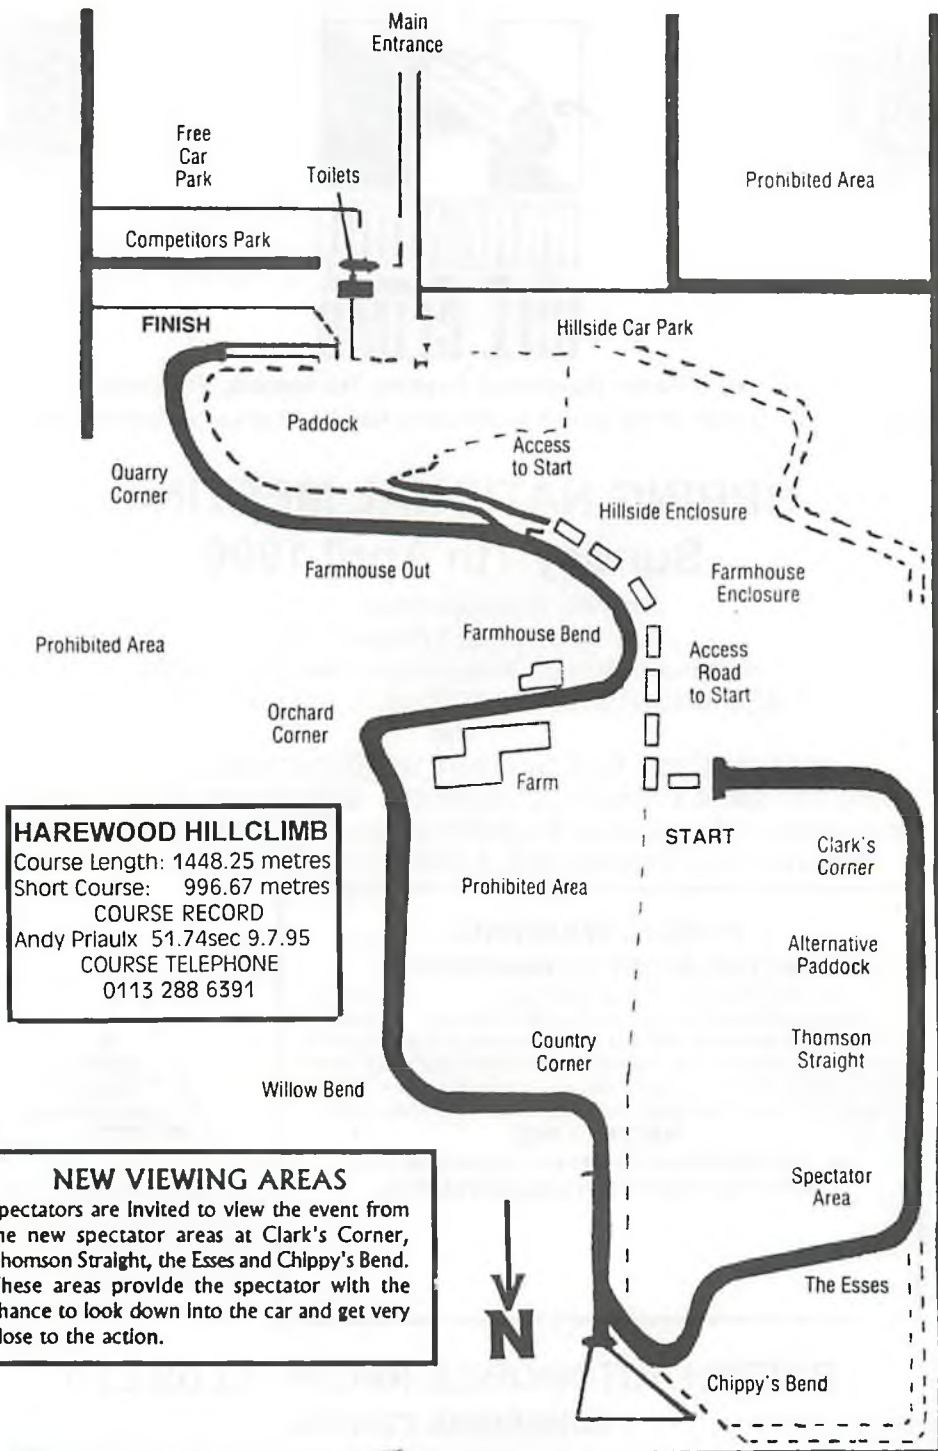 Main
Entrance
Free
Car
Park
Toilets
Prohibited Area
Competitors Park
FINISH
Hillside Car Park
Paddock
Access
to Start
Quarry
Corner
Hillside Enclosure
Farmhouse Out
Farmhouse
Enclosure
Prohibited Area
Farmhouse Bend
Access
Road
to Start
Orchard
Corner
Farm
START
HAREWOOD HILLCLIMB
Course Length: 1448.25 metres
Short Course: 996.67 metres
COURSE RECORD
Andy Priaulx 51.74sec 9.7.95
COURSE TELEPHONE
0113 288 6391
Clark's
Corner
Prohibited Area
Alternative
Paddock
Country
Corner
Thomson
Straight
Willow Bend
NEW VIEWING AREAS
pectators are invited to view the event from
he new spectator areas at Clark's Corner,
homson Straight, the Esses and Chippy's Bend.
hese areas provide the spectator with the
hance to look down into the car and get very
lose to the action.
Spectator
Area
N
The Esses
Chippy's Bend